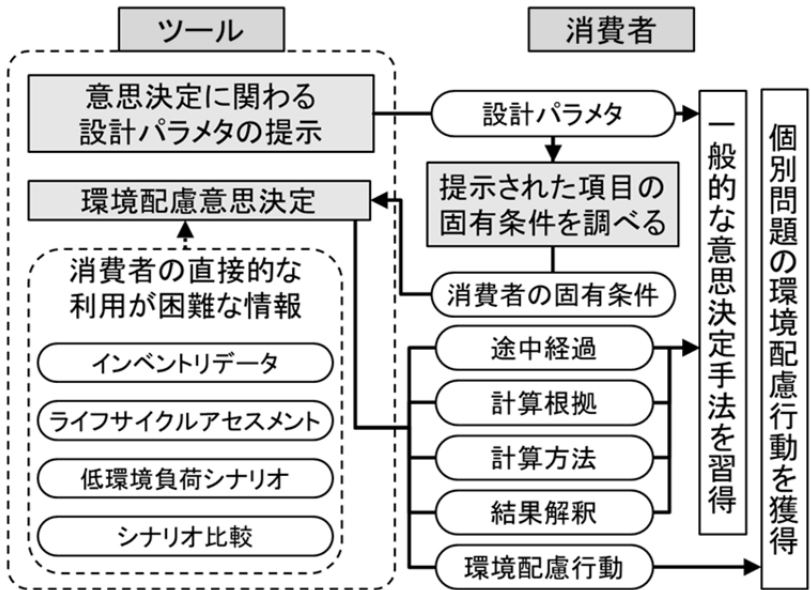 ツール
意思決定に関わる
設計パラメタの提示
環境配慮意思決定
消費者の直接的な
利用が困難な情報
インベントリデータ
ライフサイクルアセスメント
低環境負荷シナリオ
シナリオ比較
消費者
設計パラメタ
提示された項目の
固有条件を調べる
消費者の固有条件
途中経過
計算根拠
計算方法
結果解釈
環境配慮行動
一般的な意思決定手法を習得
個別問題の環境配慮行動を獲得